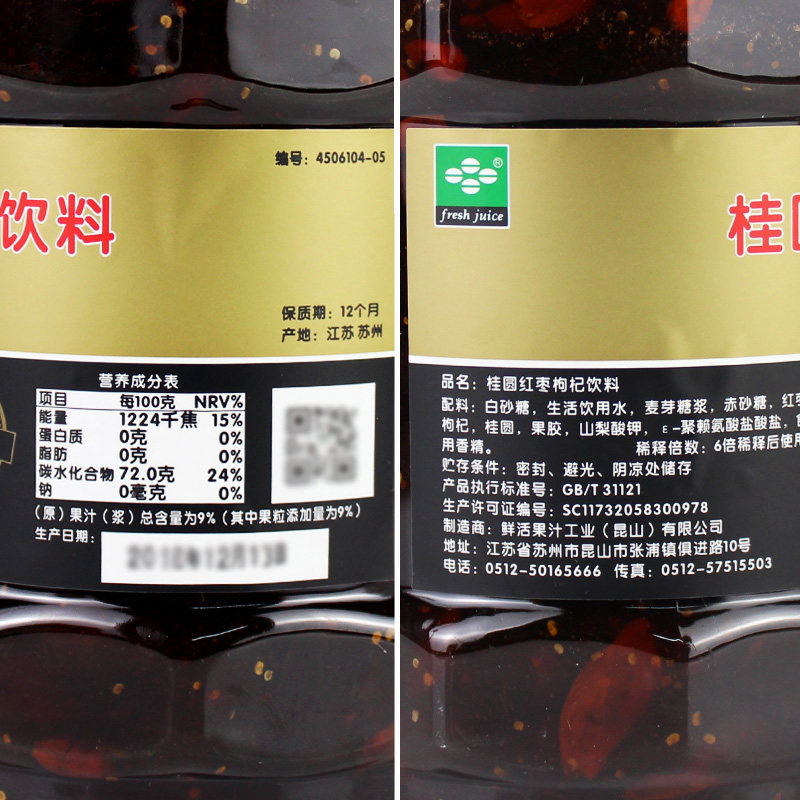 编号：4506104-05
饮料
保质期：12个月
产地：江苏 苏州
营养成分表
项目 每100克 NRV%
能量 1224千焦 15%
蛋白质 0克 0%
脂肪 0克 0%
碳水化合物 72.0克 24%
钠 0毫克 0%
（原）果汁（浆）总含量为9%（其中果粒添加量为9%）
生产日期：
fresh juice
®
桂
品名：桂圆红枣枸杞饮料
配料：白砂糖，生活饮用水，麦芽糖浆，赤砂糖，红枣
枸杞，桂圆，果胶，山梨酸钾，ε-聚赖氨酸盐酸盐，
用香精。 稀释倍数：6倍稀释后使用
贮存条件：密封、避光、阴凉处储存
产品执行标准号：GB/T 31121
生产许可证编号：SC11732058300978
制造商：鲜活果汁工业（昆山）有限公司
地址：江苏省苏州市昆山市张浦镇俱进路10号
电话：0512-50165666 传真：0512-57515503